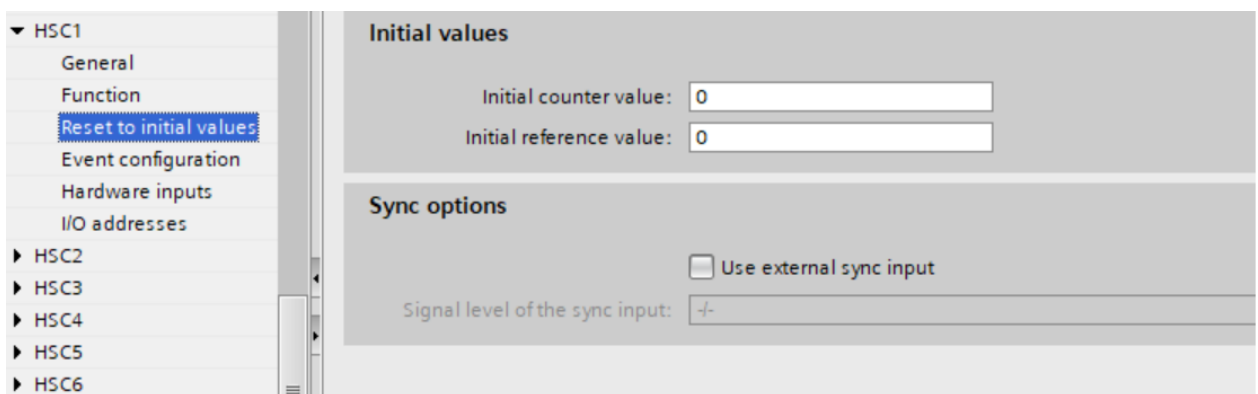 HSC1
General
Function
Reset to initial values
Event configuration
Hardware inputs
I/O addresses
HSC2
HSC3
HSC4
HSC5
HSC6
Initial values
Initial counter value: 0
Initial reference value: 0
Sync options
Use external sync input
Signal level of the sync input: -/-